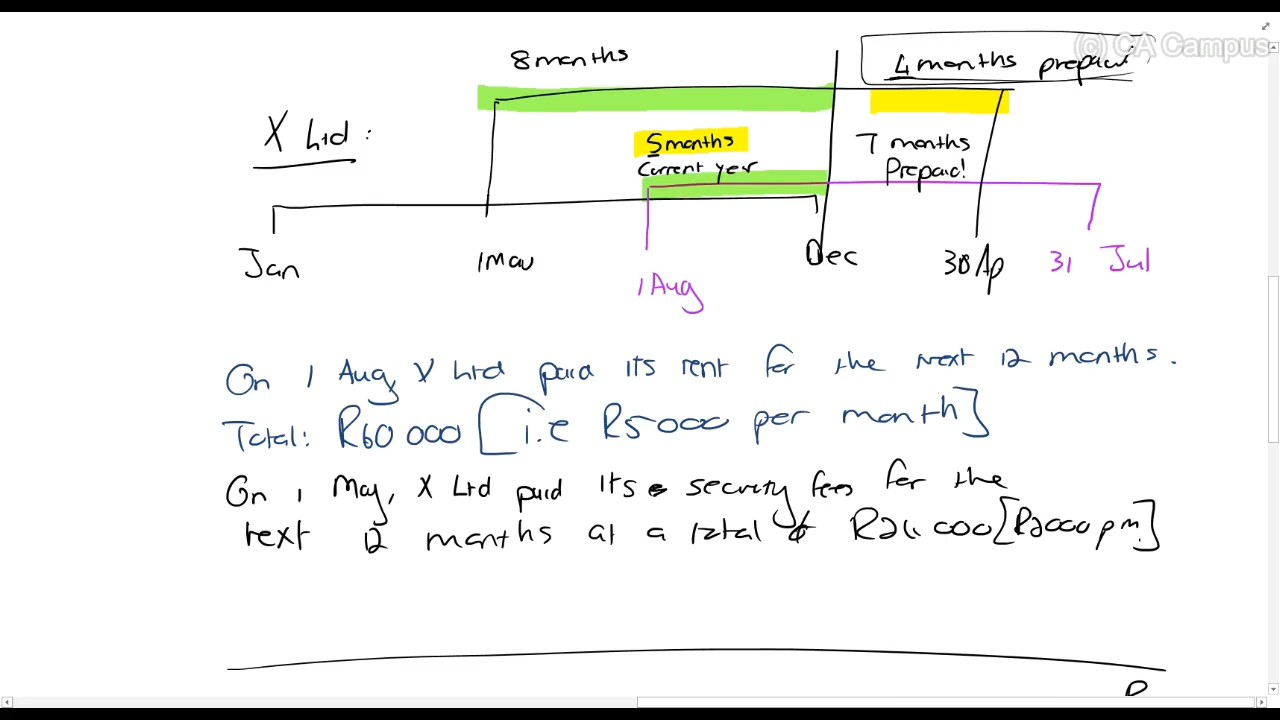 (c) CA Campus
8 months
4 months prepaid
X Ltd:
5 months
Current year
7 months
Prepaid!
Jan
1 May
1 Aug
Dec
30 Ap
31 Jul
On 1 Aug, X Ltd paid its rent for the next 12 months.
Total: R60 000 [i.e R5000 per month]
On 1 May, X Ltd paid its security fees for the
next 12 months at a total of R24 000 [R2000 pm.]
R